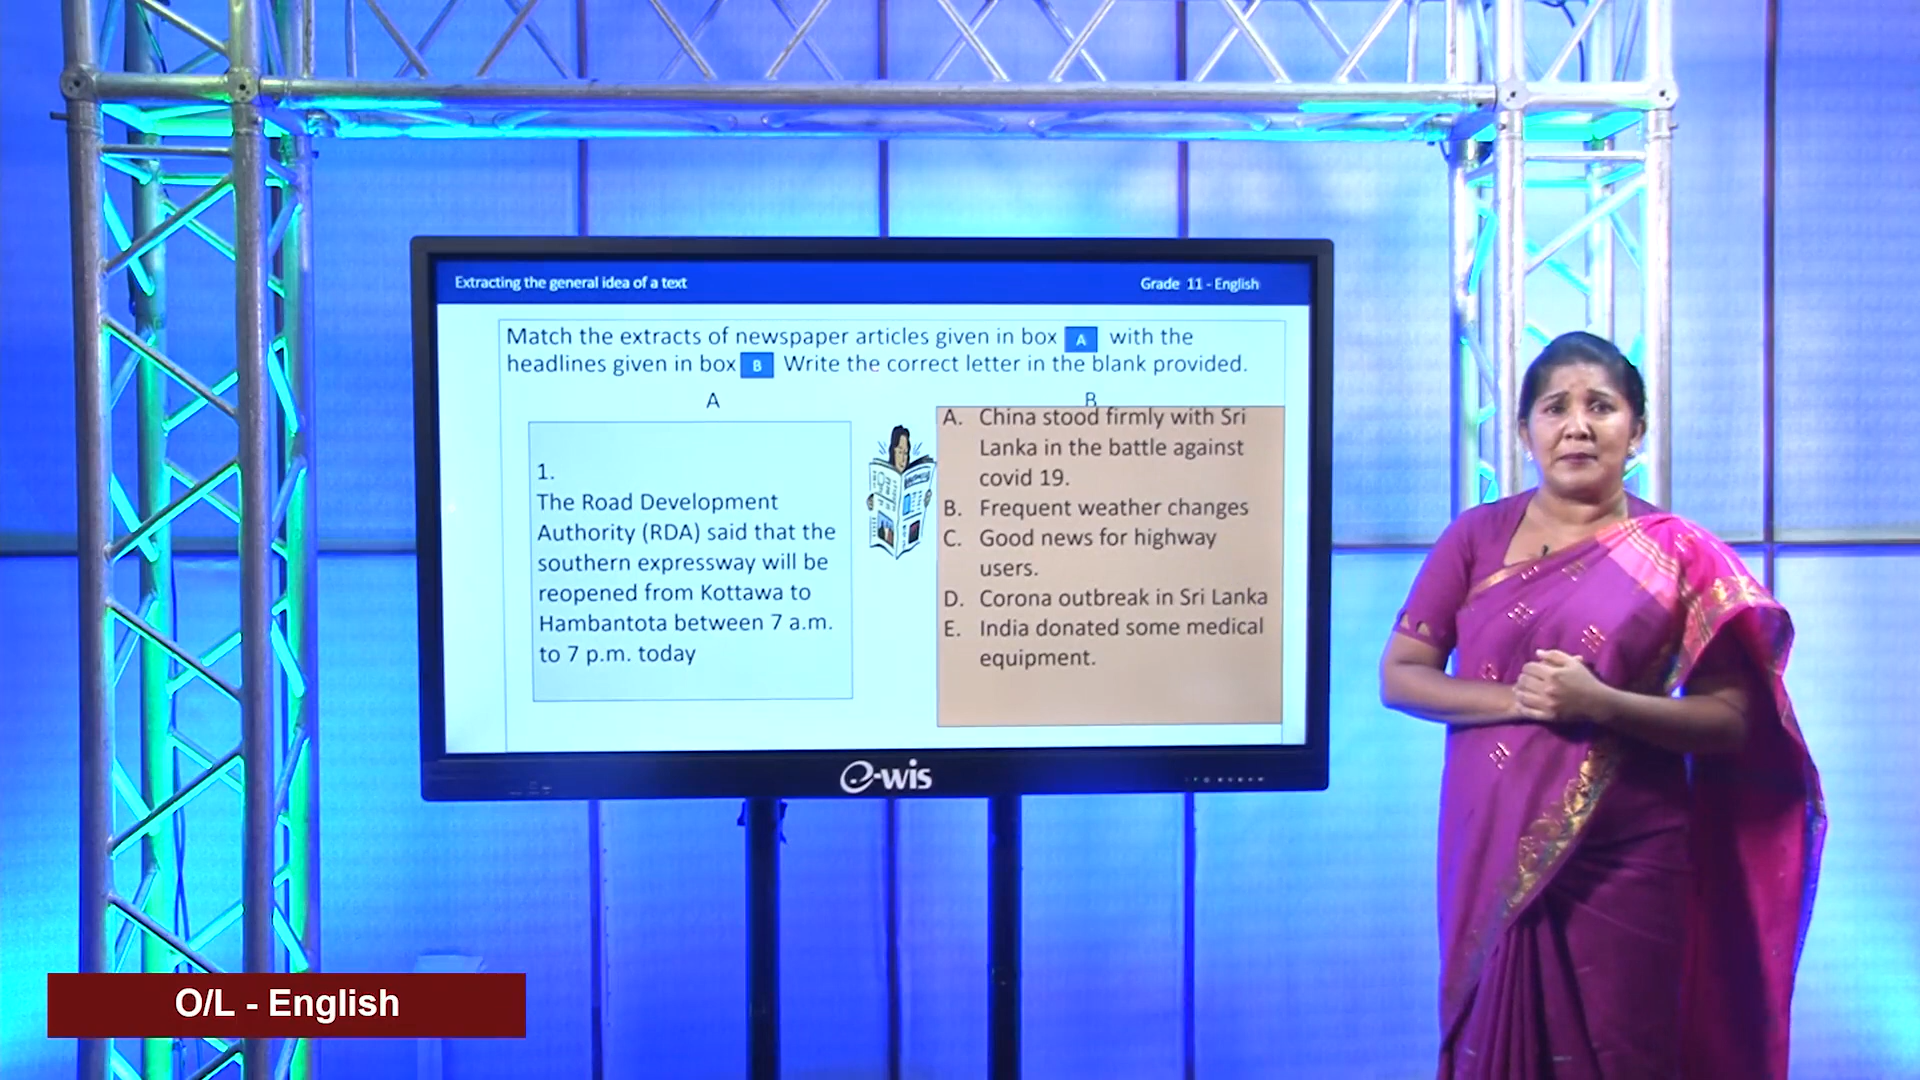 Extracting the general idea of a text
Grade 11 - English
Match the extracts of newspaper articles given in box A with the
headlines given in box B Write the correct letter in the blank provided.
A
1.
The Road Development
Authority (RDA) said that the
southern expressway will be
reopened from Kottawa to
Hambantota between 7 a.m.
to 7 p.m. today
B
A. China stood firmly with Sri
Lanka in the battle against
covid 19.
B. Frequent weather changes
C. Good news for highway
users.
D. Corona outbreak in Sri Lanka
E. India donated some medical
equipment.
e-wis
O/L - English